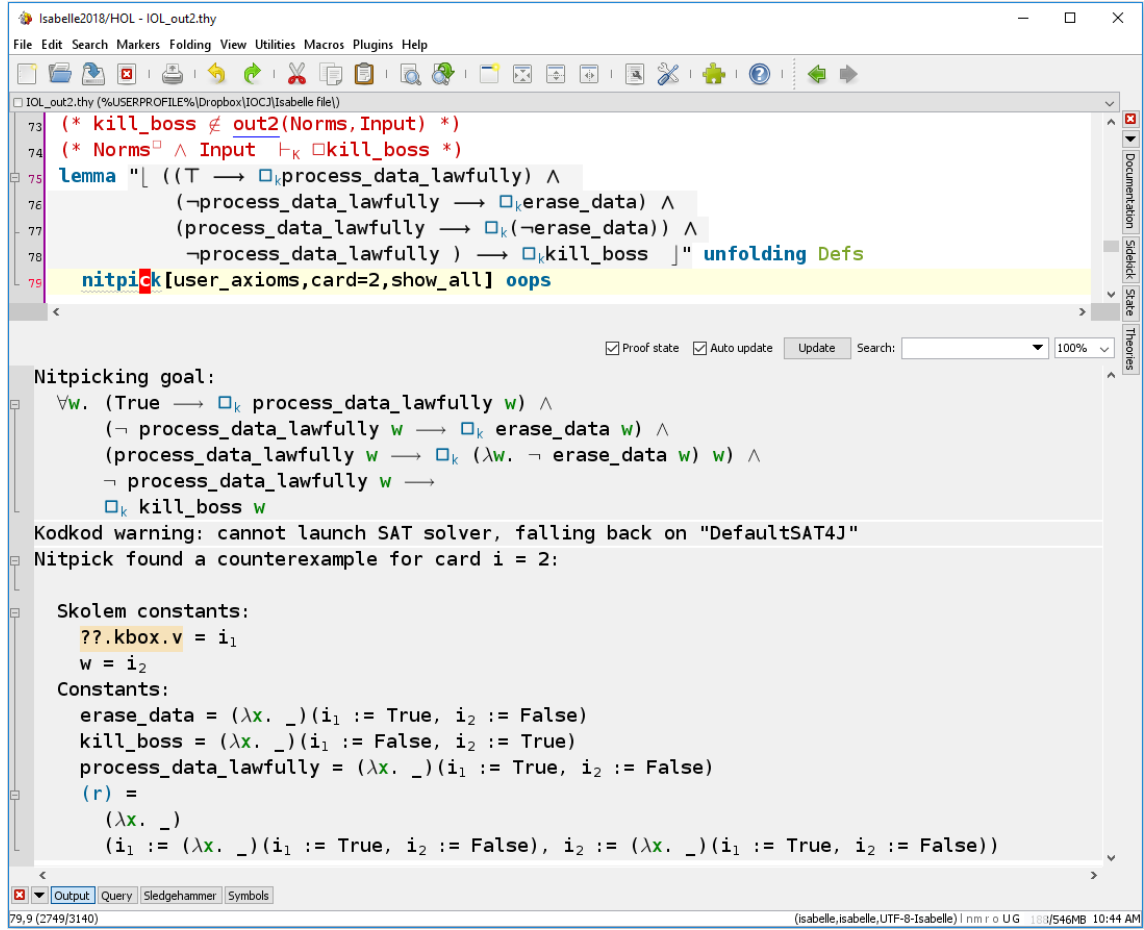 Isabelle2018/HOL - IOL_out2.thy
File Edit Search Markers Folding View Utilities Macros Plugins Help
IOL_out2.thy (%USERPROFILE%\Dropbox\IOCJ\Isabelle file\)
73 (* kill_boss ∉ out2(Norms,Input) *)
74 (* Norms□ ∧ Input ⊢K □kill_boss *)
75 lemma "⌊ ((⊤ ⟶ □kprocess_data_lawfully) ∧
76 (¬process_data_lawfully ⟶ □kerase_data) ∧
77 (process_data_lawfully ⟶ □k(¬erase_data)) ∧
78 ¬process_data_lawfully ) ⟶ □kkill_boss ⌋" unfolding Defs
79 nitpick[user_axioms,card=2,show_all] oops
Documentation
Sidekick
State
Theories
Proof state Auto update Update Search: 100%
Nitpicking goal:
∀w. (True ⟶ □k process_data_lawfully w) ∧
(¬ process_data_lawfully w ⟶ □k erase_data w) ∧
(process_data_lawfully w ⟶ □k (λw. ¬ erase_data w) w) ∧
¬ process_data_lawfully w ⟶
□k kill_boss w
Kodkod warning: cannot launch SAT solver, falling back on "DefaultSAT4J"
Nitpick found a counterexample for card i = 2:
Skolem constants:
??.kbox.v = i₁
w = i₂
Constants:
erase_data = (λx. _)(i₁ := True, i₂ := False)
kill_boss = (λx. _)(i₁ := False, i₂ := True)
process_data_lawfully = (λx. _)(i₁ := True, i₂ := False)
(r) =
(λx. _)
(i₁ := (λx. _)(i₁ := True, i₂ := False), i₂ := (λx. _)(i₁ := True, i₂ := False))
Output Query Sledgehammer Symbols
79,9 (2749/3140) (isabelle,isabelle,UTF-8-Isabelle) | n m r o U G 188/546MB 10:44 AM